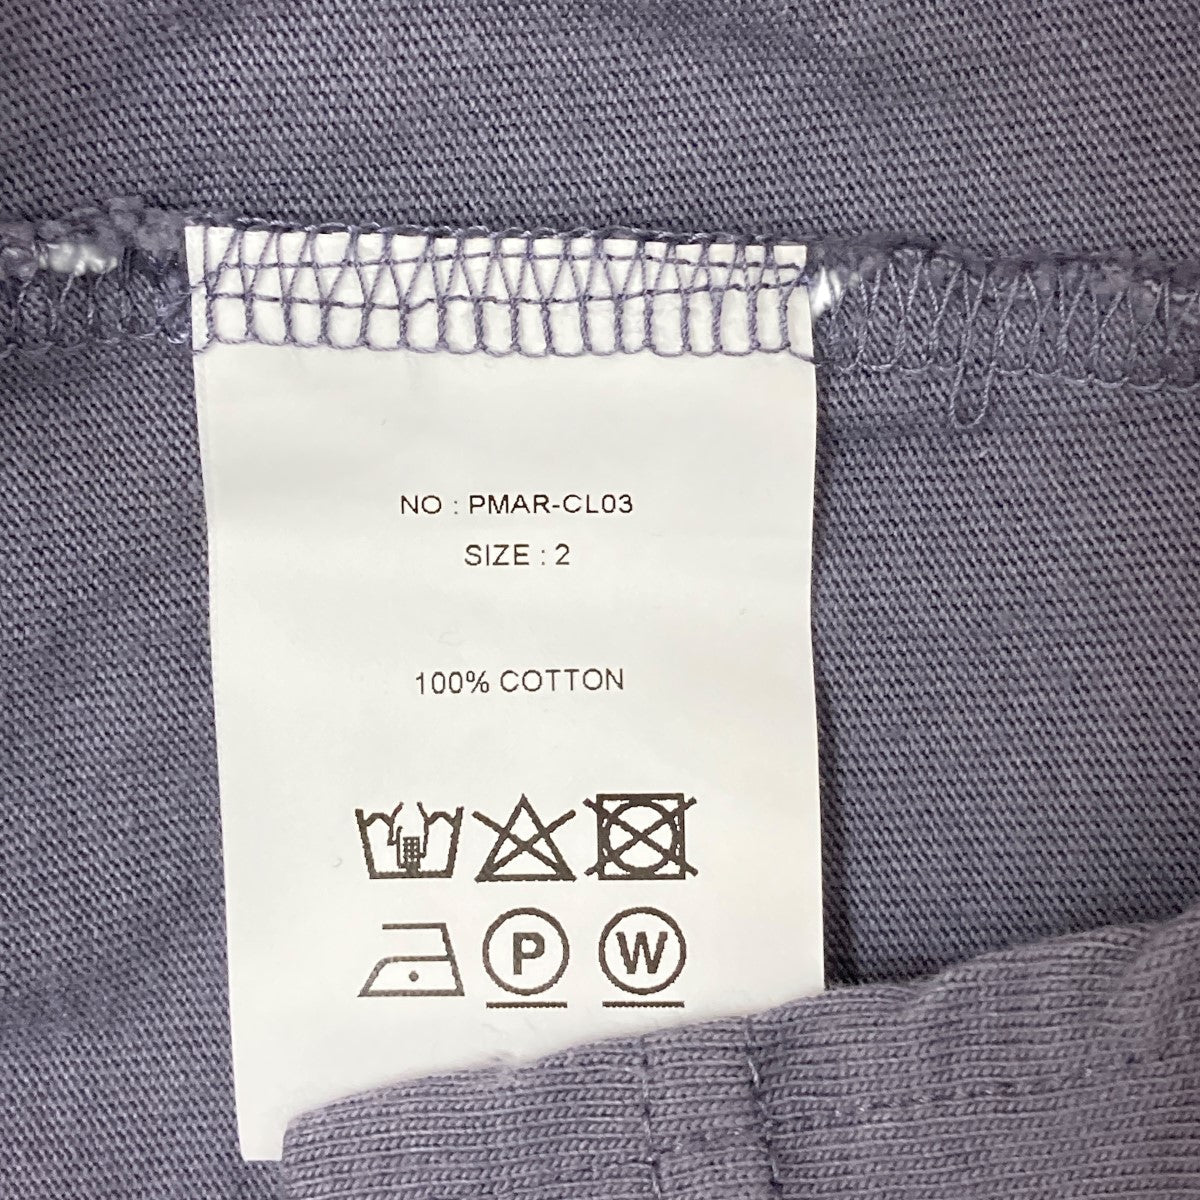 NO : PMAR-CL03
SIZE : 2
100% COTTON
P W